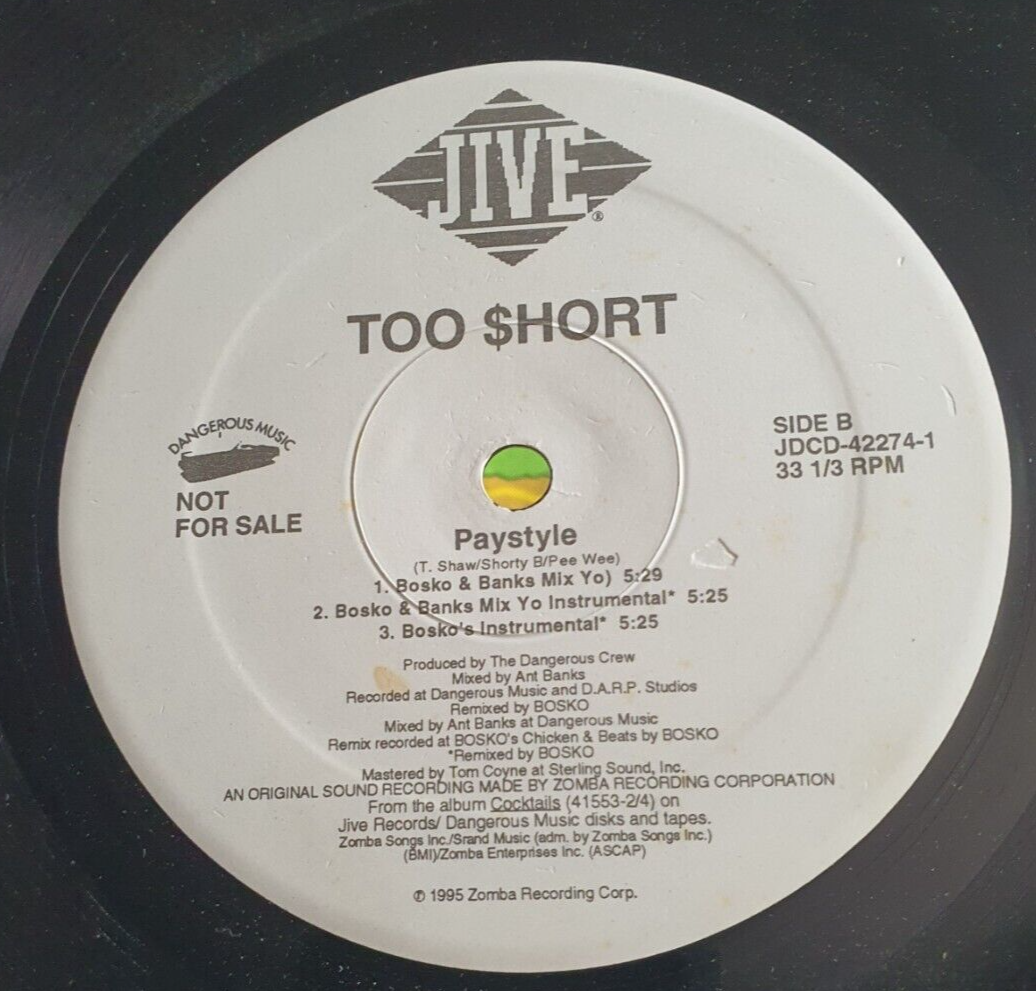 JIVE®
TOO $HORT
DANGEROUS MUSIC
NOT
FOR SALE
SIDE B
JDCD-42274-1
33 1/3 RPM
Paystyle
(T. Shaw/Shorty B/Pee Wee)
1. Bosko & Banks Mix Yo) 5:29
2. Bosko & Banks Mix Yo Instrumental* 5:25
3. Bosko's Instrumental* 5:25
Produced by The Dangerous Crew
Mixed by Ant Banks
Recorded at Dangerous Music and D.A.R.P. Studios
Remixed by BOSKO
Mixed by Ant Banks at Dangerous Music
Remix recorded at BOSKO's Chicken & Beats by BOSKO
*Remixed by BOSKO
Mastered by Tom Coyne at Sterling Sound, Inc.
AN ORIGINAL SOUND RECORDING MADE BY ZOMBA RECORDING CORPORATION
From the album Cocktails (41553-2/4) on
Jive Records/ Dangerous Music disks and tapes.
Zomba Songs Inc./Srand Music (adm. by Zomba Songs Inc.)
(BMI)/Zomba Enterprises Inc. (ASCAP)
℗ 1995 Zomba Recording Corp.